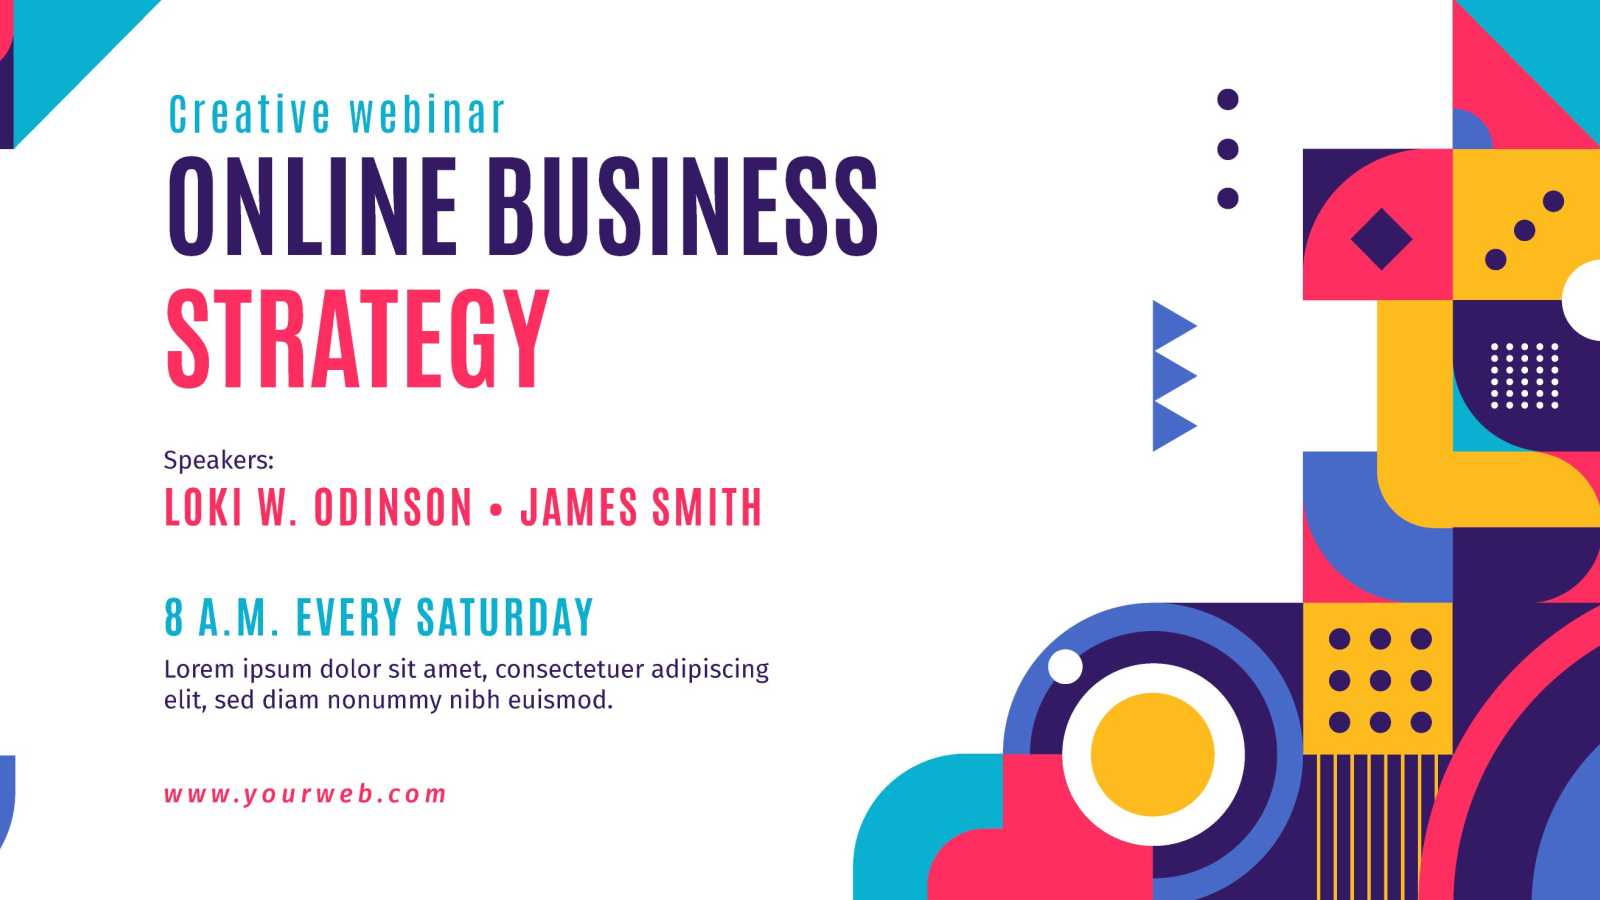 Creative webinar
ONLINE BUSINESS
STRATEGY
Speakers:
LOKI W. ODINSON • JAMES SMITH
8 A.M. EVERY SATURDAY
Lorem ipsum dolor sit amet, consectetuer adipiscing
elit, sed diam nonummy nibh euismod.
www.yourweb.com